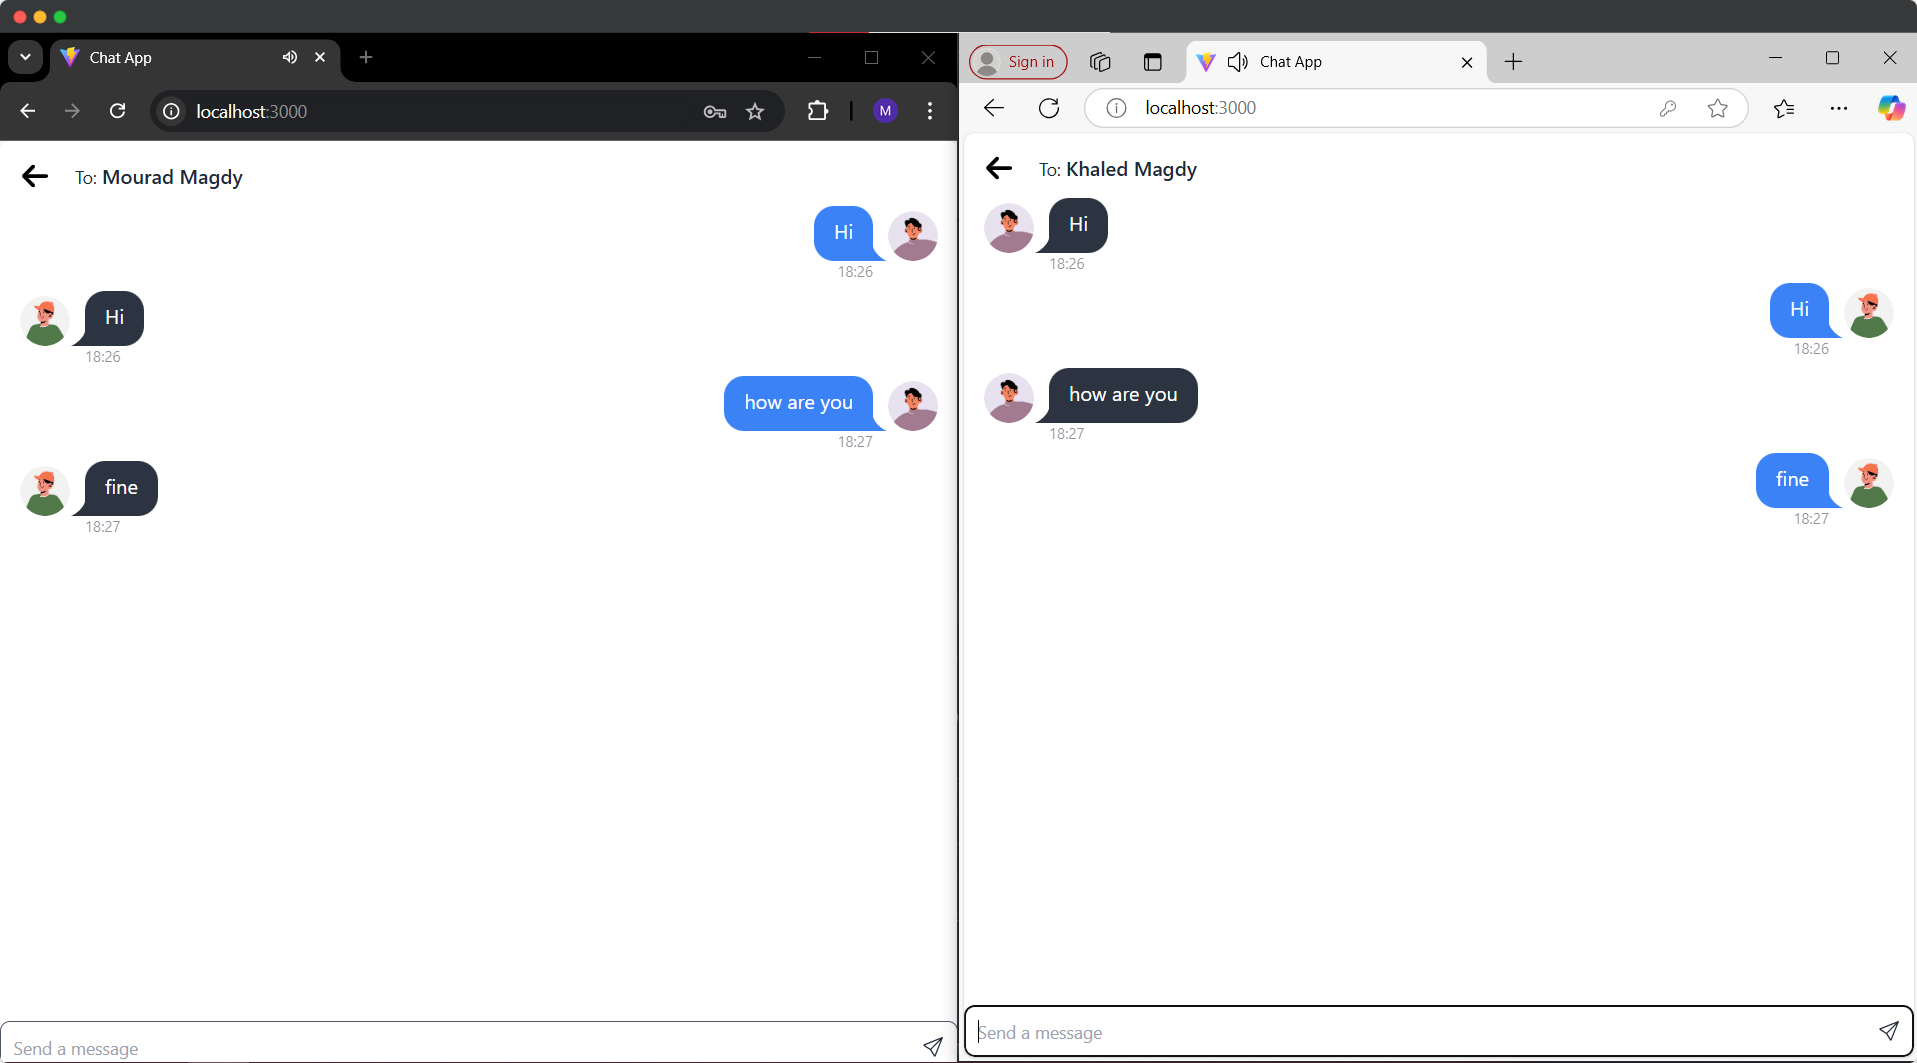 Chat App
localhost:3000
M
To: Mourad Magdy
Hi
18:26
Hi
18:26
how are you
18:27
fine
18:27
Send a message
Sign in
Chat App
localhost:3000
To: Khaled Magdy
Hi
18:26
Hi
18:26
how are you
18:27
fine
18:27
Send a message